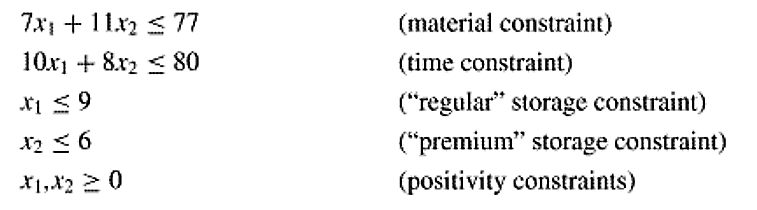 7x₁ + 11x₂ ≤ 77 (material constraint)
10x₁ + 8x₂ ≤ 80 (time constraint)
x₁ ≤ 9 (“regular” storage constraint)
x₂ ≤ 6 (“premium” storage constraint)
x₁,x₂ ≥ 0 (positivity constraints)